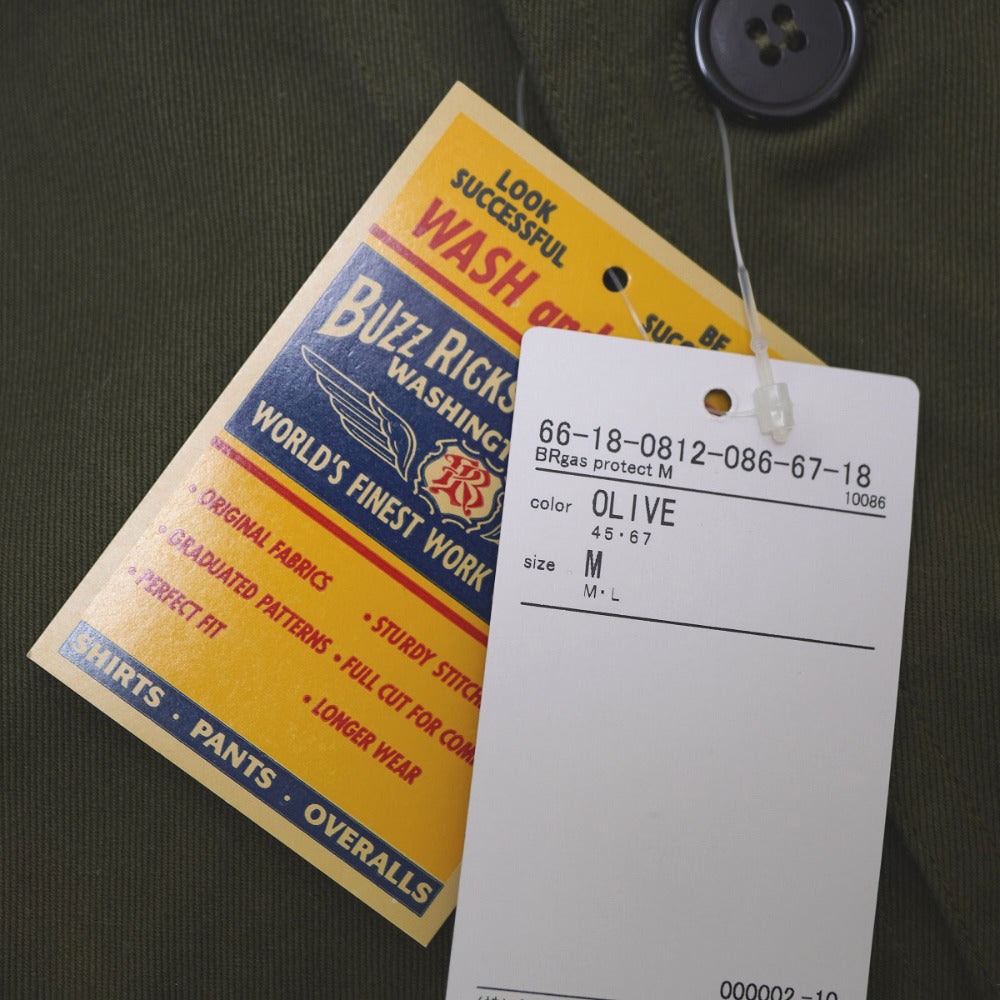 LOOK
SUCCESSFUL
WASH and
BE
BUZZ RICKS
WASHINGT
WORLD'S FINEST WORK
BR
• ORIGINAL FABRICS
• GRADUATED PATTERNS
• PERFECT FIT
• STURDY STITCH
• FULL CUT FOR COM
• LONGER WEAR
SHIRTS • PANTS • OVERALLS
66-18-0812-086-67-18
BRgas protect M
10086
color OLIVE
45・67
size M
M・L
000002 -10